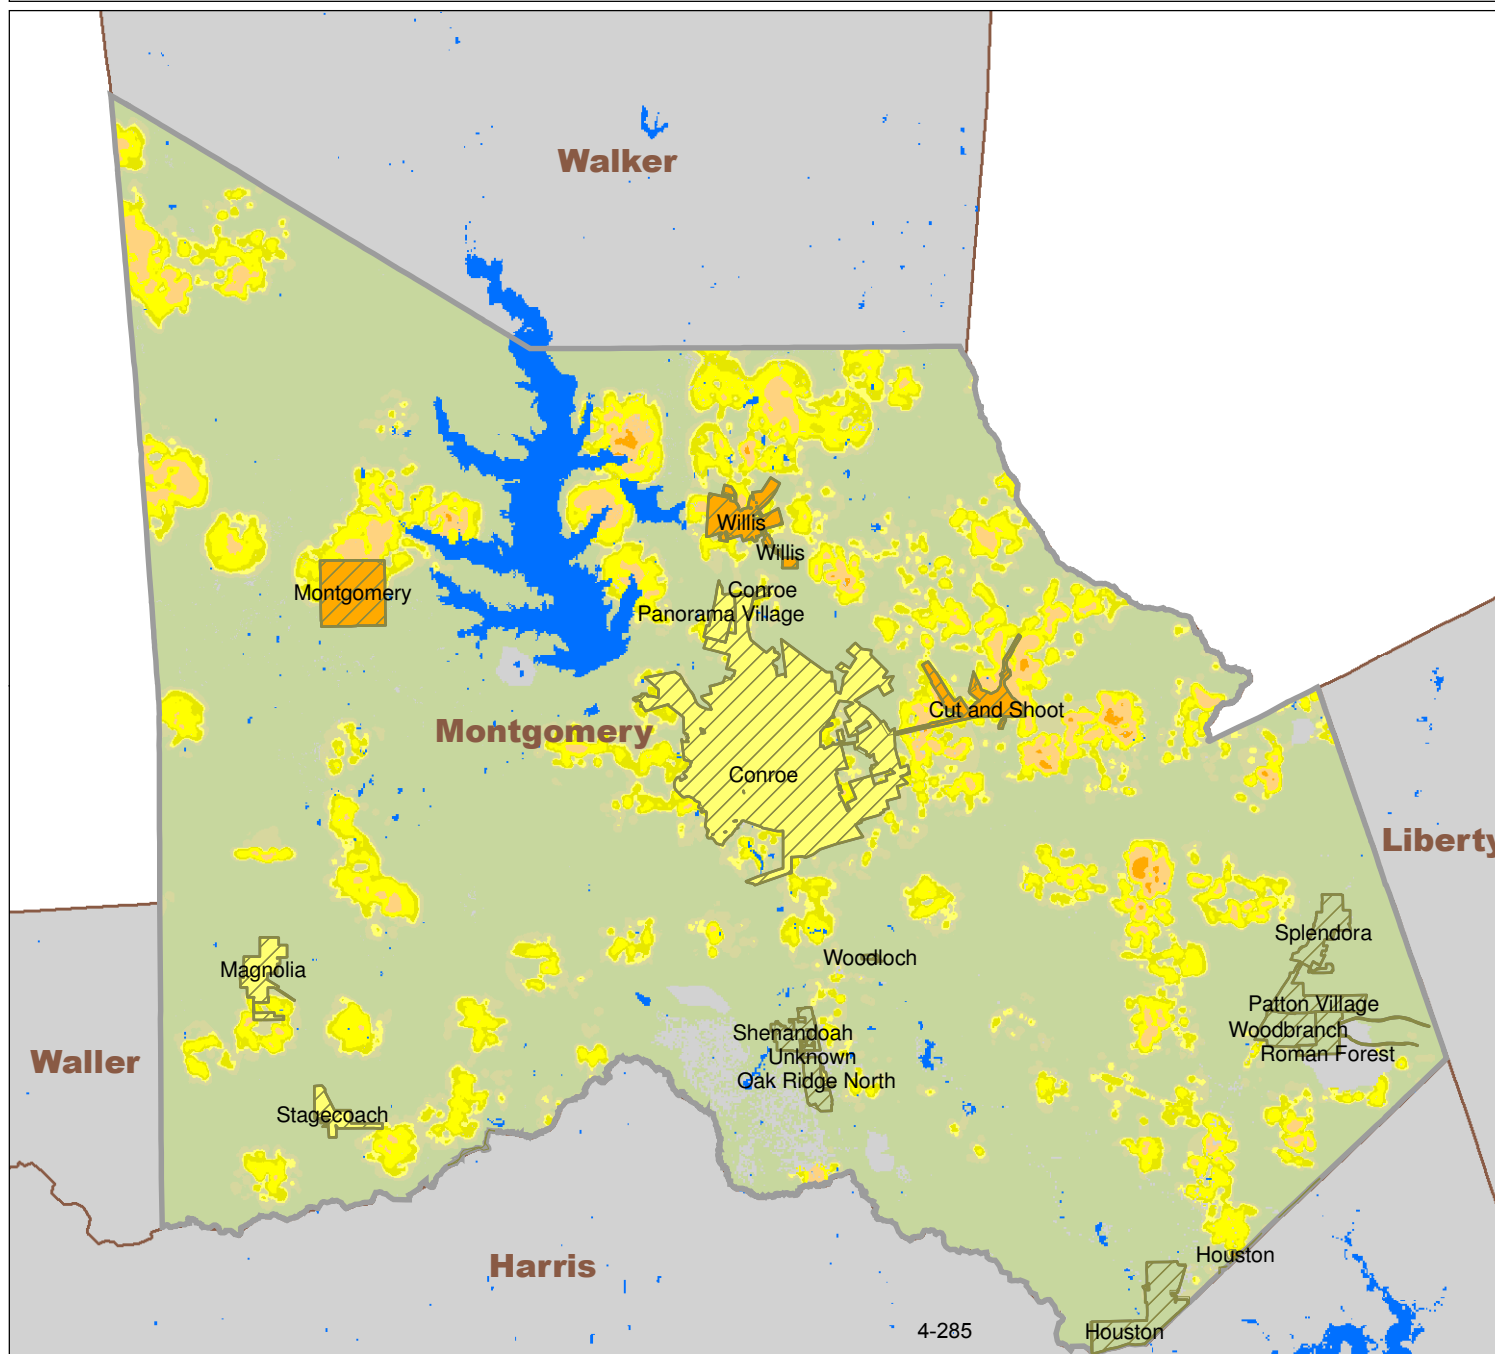 Walker
Willis
Willis
Montgomery
Conroe
Panorama Village
Cut and Shoot
Montgomery
Conroe
Liberty
Splendora
Woodloch
Magnolia
Patton Village
Shenandoah
Woodbranch
Unknown
Roman Forest
Waller
Oak Ridge North
Stagecoach
Houston
Harris
4-285
Houston